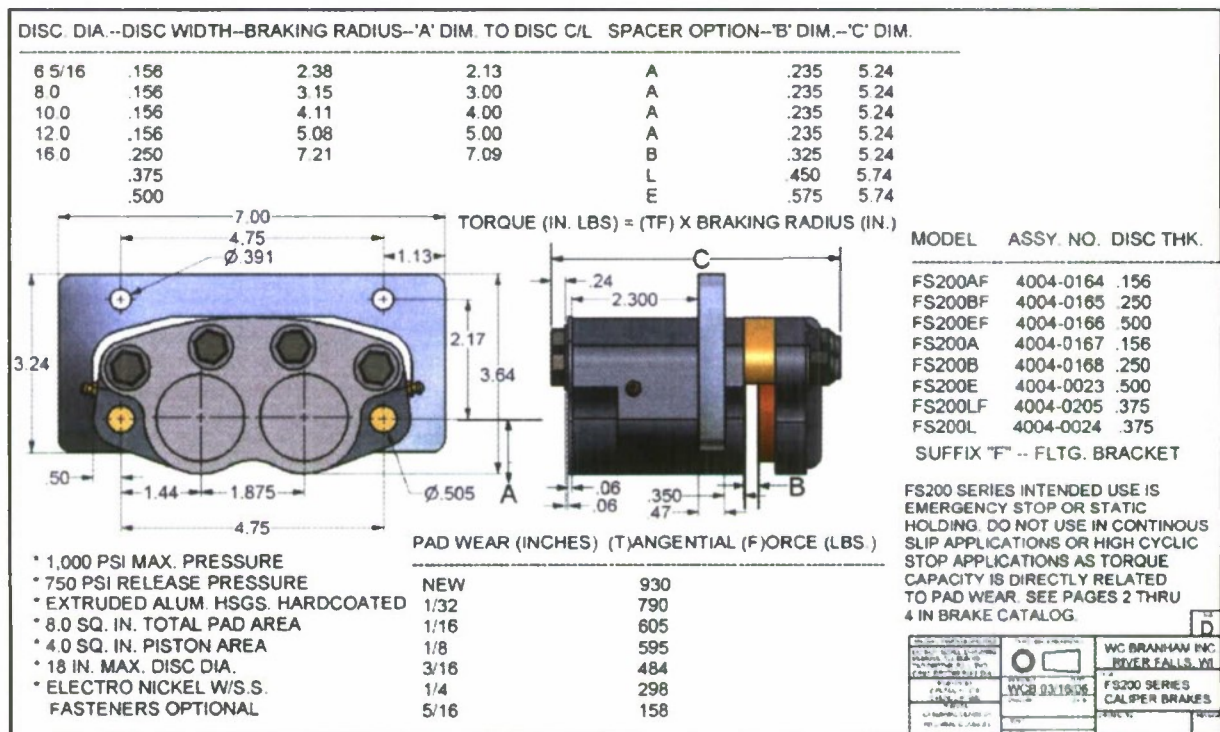 DISC. DIA.--DISC WIDTH--BRAKING RADIUS--'A' DIM. TO DISC C/L SPACER OPTION--'B' DIM.--'C' DIM.
6 5/16 .156 2.38 2.13 A .235 5.24
8.0 .156 3.15 3.00 A .235 5.24
10.0 .156 4.11 4.00 A .235 5.24
12.0 .156 5.08 5.00 A .235 5.24
16.0 .250 7.21 7.09 B .325 5.24
.375 L .450 5.74
.500 E .575 5.74
TORQUE (IN. LBS) = (TF) X BRAKING RADIUS (IN.)
7.00
4.75
Ø.391
1.13
3.24
2.17
3.64
.50
1.44
1.875
Ø.505
A
4.75
C
.24
2.300
.06
.06
.350
.47
B
MODEL ASSY. NO. DISC THK.
FS200AF 4004-0164 .156
FS200BF 4004-0165 .250
FS200EF 4004-0166 .500
FS200A 4004-0167 .156
FS200B 4004-0168 .250
FS200E 4004-0023 .500
FS200LF 4004-0205 .375
FS200L 4004-0024 .375
SUFFIX "F" -- FLTG. BRACKET
FS200 SERIES INTENDED USE IS
EMERGENCY STOP OR STATIC
HOLDING. DO NOT USE IN CONTINOUS
SLIP APPLICATIONS OR HIGH CYCLIC
STOP APPLICATIONS AS TORQUE
CAPACITY IS DIRECTLY RELATED
TO PAD WEAR. SEE PAGES 2 THRU
4 IN BRAKE CATALOG.
* 1,000 PSI MAX. PRESSURE
* 750 PSI RELEASE PRESSURE
* EXTRUDED ALUM. HSGS. HARDCOATED
* 8.0 SQ. IN. TOTAL PAD AREA
* 4.0 SQ. IN. PISTON AREA
* 18 IN. MAX. DISC DIA.
* ELECTRO NICKEL W/S.S.
FASTENERS OPTIONAL
PAD WEAR (INCHES) (T)ANGENTIAL (F)ORCE (LBS.)
NEW 930
1/32 790
1/16 605
1/8 595
3/16 484
1/4 298
5/16 158
D
WC BRANHAM INC
RIVER FALLS, WI
WCB 03/16/06
FS200 SERIES
CALIPER BRAKES